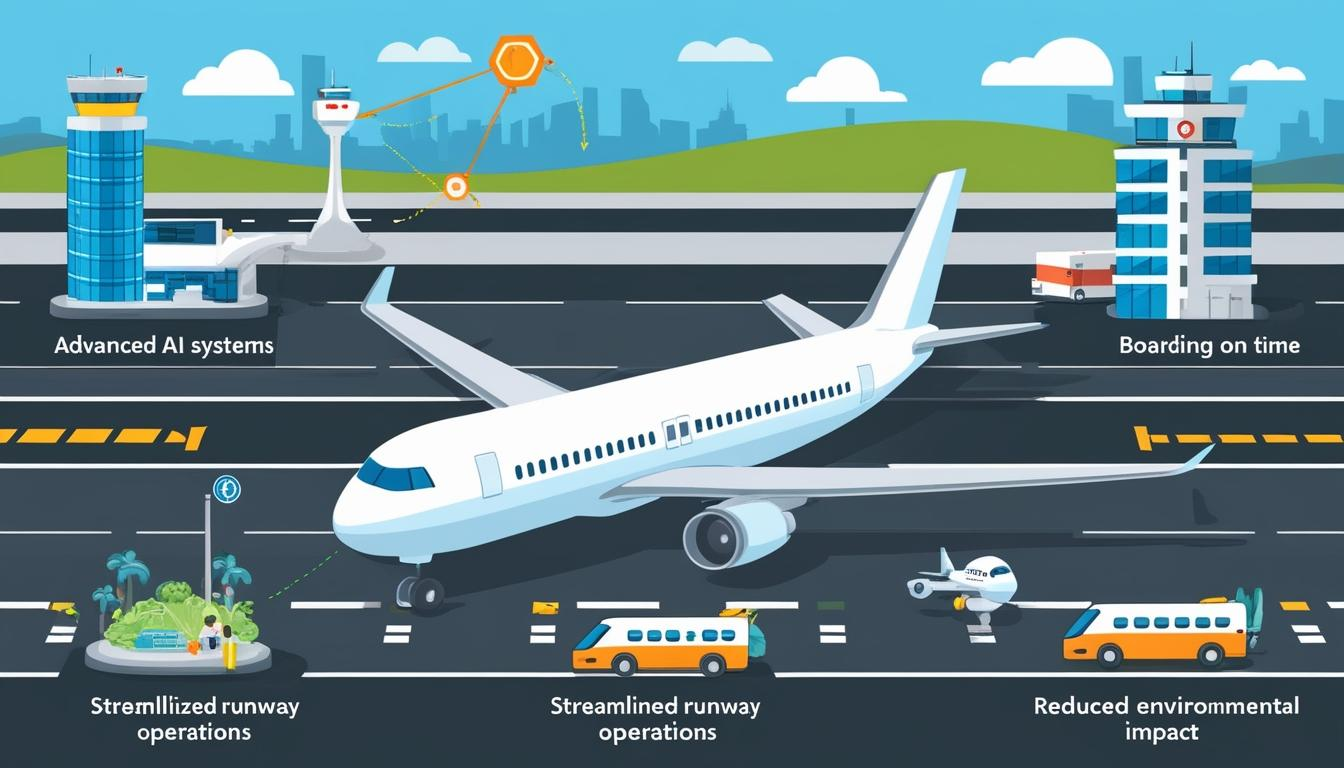 Advanced AI systems
Boarding on time
Stremllized runway
operations
Streamlined runway
operations
Reduced environmental
impact